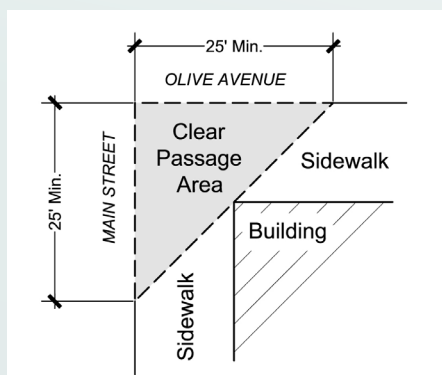 25' Min.
OLIVE AVENUE
Clear
Passage
Area
Sidewalk
MAIN STREET
25' Min.
Building
Sidewalk